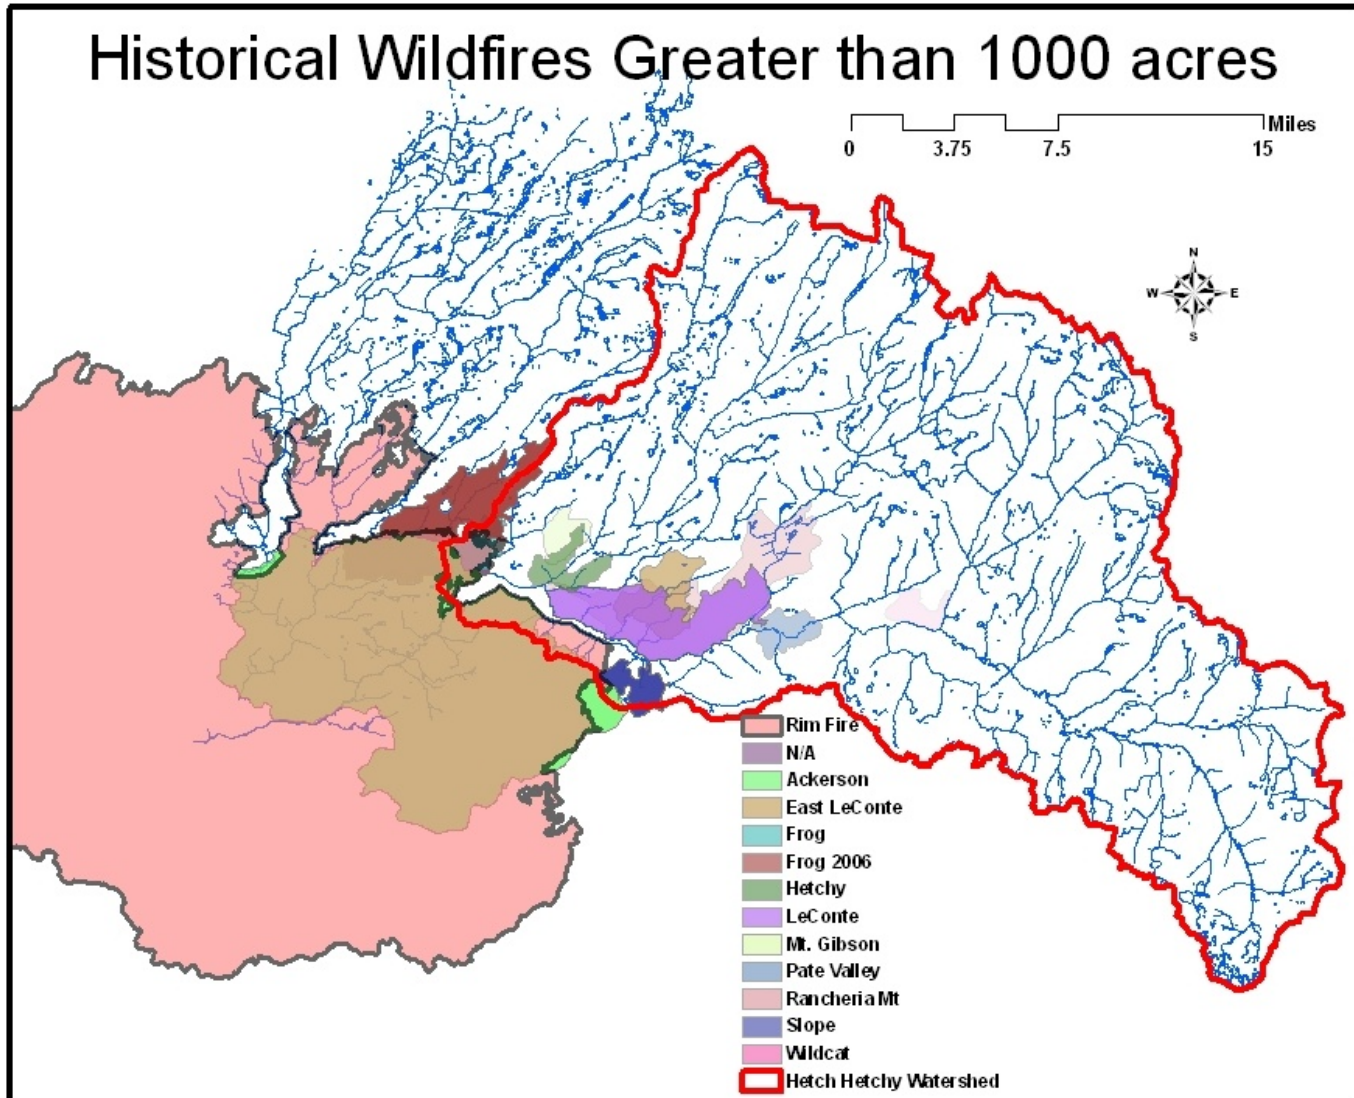 Historical Wildfires Greater than 1000 acres
Miles
0 3.75 7.5 15
N
W E
S
Rim Fire
N/A
Ackerson
East LeConte
Frog
Frog 2006
Hetchy
LeConte
Mt. Gibson
Pate Valley
Rancheria Mt
Slope
Wildcat
Hetch Hetchy Watershed